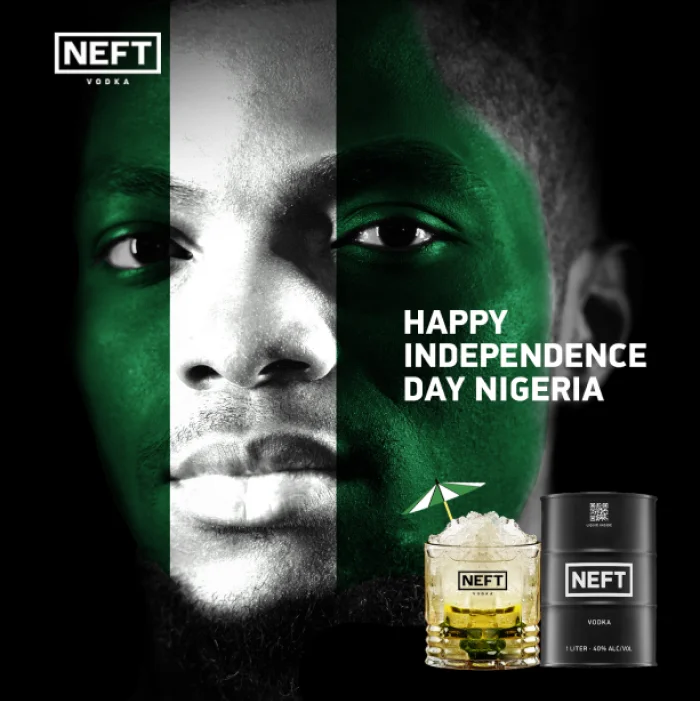 NEFT
VODKA
HAPPY
INDEPENDENCE
DAY NIGERIA
NEFT
VODKA
NEFT
VODKA
1 LITER - 40% ALC/VOL